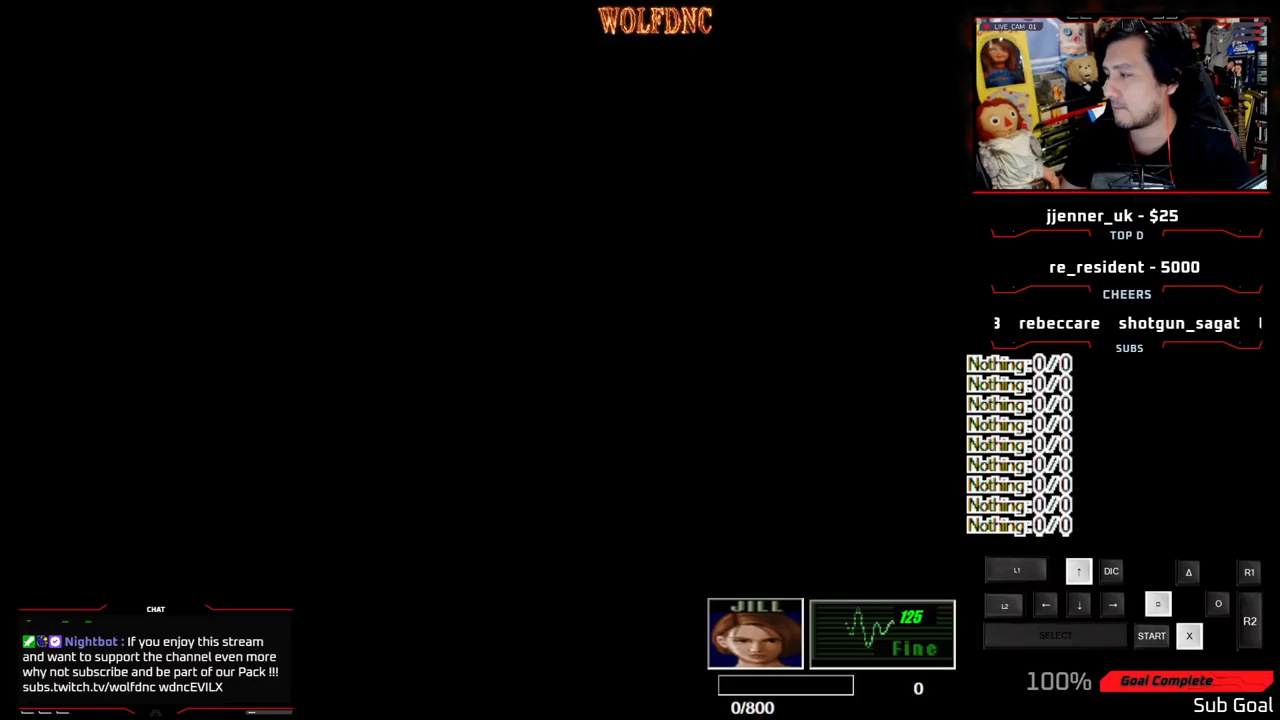 WOLFDNC
LIVE_CAM 01
jjenner_uk - $25
TOP D
re_resident - 5000
CHEERS
3 rebeccare shotgun_sagat
SUBS
Nothing:0/0
Nothing:0/0
Nothing:0/0
Nothing:0/0
Nothing:0/0
Nothing:0/0
Nothing:0/0
Nothing:0/0
Nothing:0/0
L1 ↑ DIC Δ R1
L2 ← ↓ → □ O R2
SELECT START X
CHAT
Nightbot : If you enjoy this stream
and want to support the channel even more
why not subscribe and be part of our Pack !!!
subs.twitch.tv/wolfdnc wdncEVILX
JILL
125
Fine
0
0/800
100% Goal Complete
Sub Goal